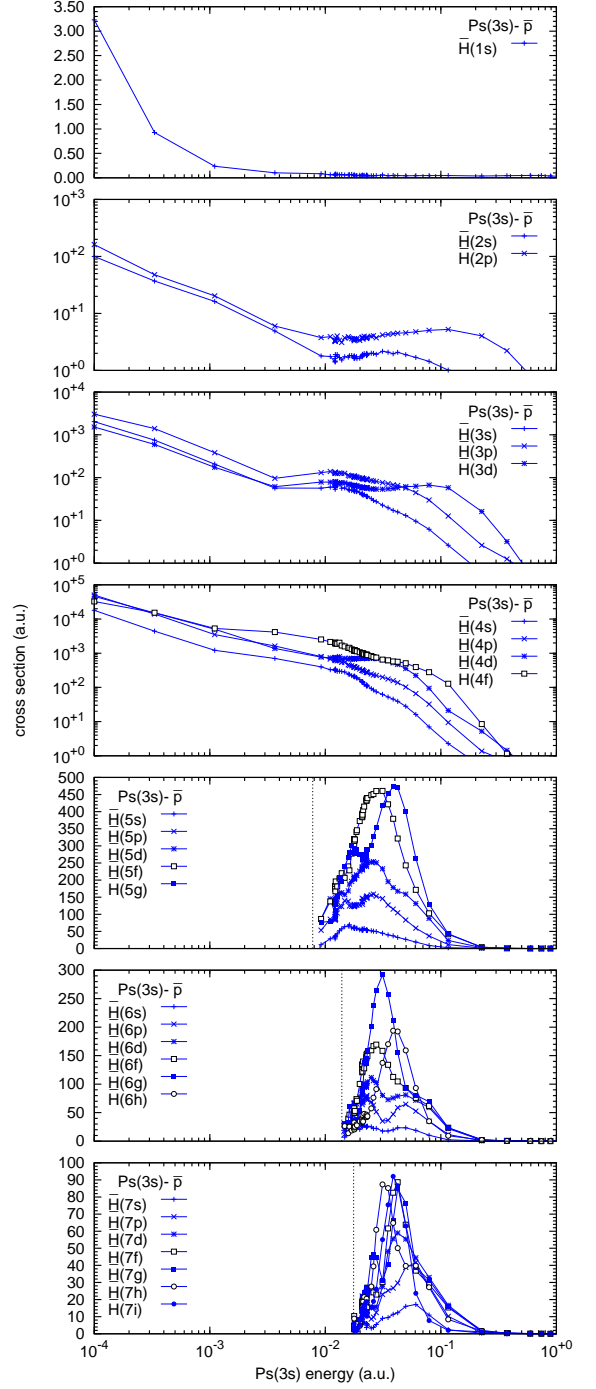 3.50
3.00
2.50
2.00
1.50
1.00
0.50
0.00
Ps(3s)- p̅
H̅(1s)
10⁺³
10⁺²
10⁺¹
10⁺⁰
Ps(3s)- p̅
H̅(2s)
H̅(2p)
10⁺⁴
10⁺³
10⁺²
10⁺¹
10⁺⁰
Ps(3s)- p̅
H̅(3s)
H̅(3p)
H̅(3d)
10⁺⁵
10⁺⁴
10⁺³
10⁺²
10⁺¹
10⁺⁰
Ps(3s)- p̅
H̅(4s)
H̅(4p)
H̅(4d)
H̅(4f)
cross section (a.u.)
500
450
400
350
300
250
200
150
100
50
0
Ps(3s)- p̅
H̅(5s)
H̅(5p)
H̅(5d)
H̅(5f)
H̅(5g)
300
250
200
150
100
50
0
Ps(3s)- p̅
H̅(6s)
H̅(6p)
H̅(6d)
H̅(6f)
H̅(6g)
H̅(6h)
100
90
80
70
60
50
40
30
20
10
0
Ps(3s)- p̅
H̅(7s)
H̅(7p)
H̅(7d)
H̅(7f)
H̅(7g)
H̅(7h)
H̅(7i)
10⁻⁴ 10⁻³ 10⁻² 10⁻¹ 10⁺⁰
Ps(3s) energy (a.u.)